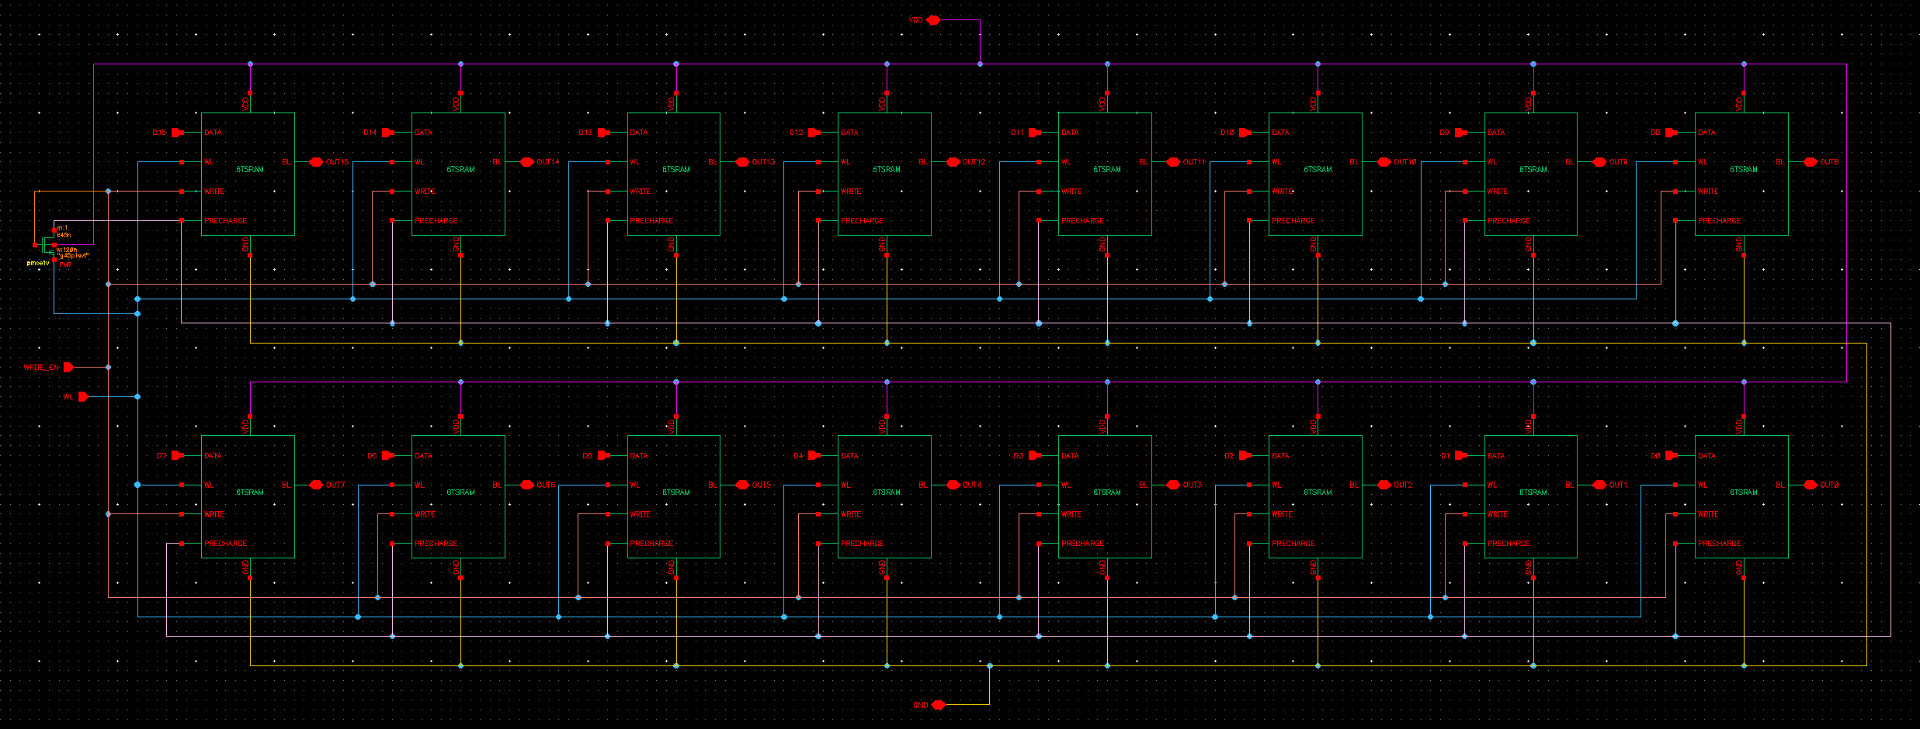 VDD
VDD VDD VDD VDD VDD VDD VDD VDD
D15 DATA D14 DATA D13 DATA D12 DATA D11 DATA D10 DATA D9 DATA D8 DATA
WL BL OUT15 WL BL OUT14 WL BL OUT13 WL BL OUT12 WL BL OUT11 WL BL OUT10 WL BL OUT9 WL BL OUT8
6TSRAM 6TSRAM 6TSRAM 6TSRAM 6TSRAM 6TSRAM 6TSRAM 6TSRAM
WRITE WRITE WRITE WRITE WRITE WRITE WRITE WRITE
PRECHARGE PRECHARGE PRECHARGE PRECHARGE PRECHARGE PRECHARGE PRECHARGE PRECHARGE
m:1
w:120n
GND GND GND GND GND GND GND GND
WRITE_EN
WL
VDD VDD VDD VDD VDD VDD VDD VDD
D7 DATA D6 DATA D5 DATA D4 DATA D3 DATA D2 DATA D1 DATA D0 DATA
WL BL OUT7 WL BL OUT6 WL BL OUT5 WL BL OUT4 WL BL OUT3 WL BL OUT2 WL BL OUT1 WL BL OUT0
6TSRAM 6TSRAM 6TSRAM 6TSRAM 6TSRAM 6TSRAM 6TSRAM 6TSRAM
WRITE WRITE WRITE WRITE WRITE WRITE WRITE WRITE
PRECHARGE PRECHARGE PRECHARGE PRECHARGE PRECHARGE PRECHARGE PRECHARGE PRECHARGE
GND GND GND GND GND GND GND GND
GND